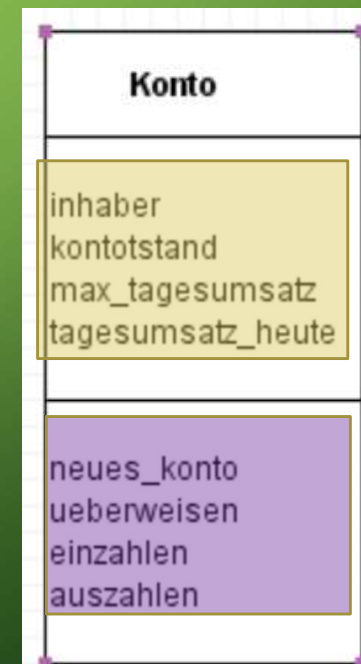 Konto
inhaber
kontotstand
max_tagesumsatz
tagesumsatz_heute
neues_konto
ueberweisen
einzahlen
auszahlen